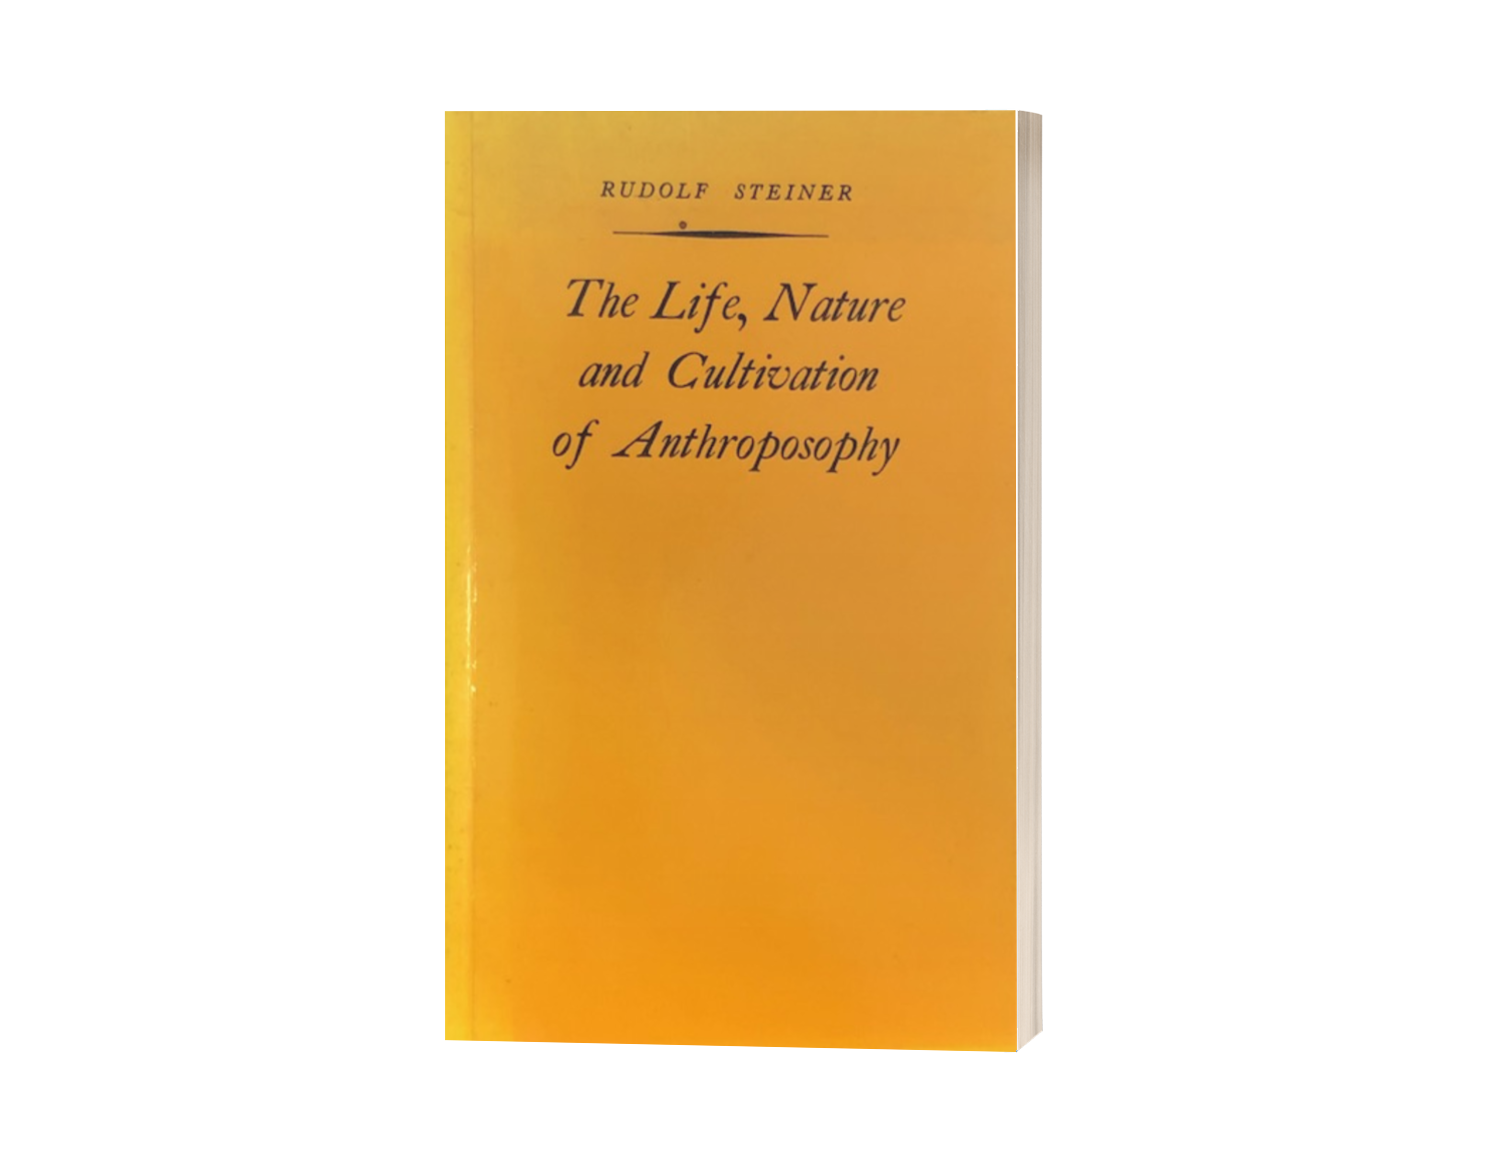 RUDOLF STEINER
The Life, Nature
and Cultivation
of Anthroposophy